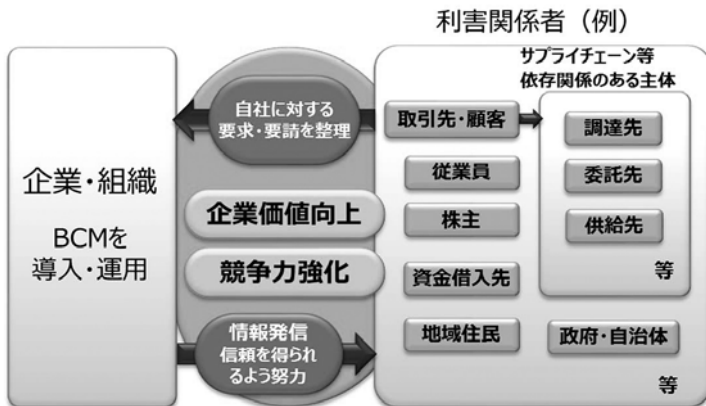 利害関係者（例）
企業・組織
BCMを
導入・運用
自社に対する
要求・要請を整理
企業価値向上
競争力強化
情報発信
信頼を得られ
るよう努力
取引先・顧客
従業員
株主
資金借入先
地域住民
サプライチェーン等
依存関係のある主体
調達先
委託先
供給先
等
政府・自治体
等